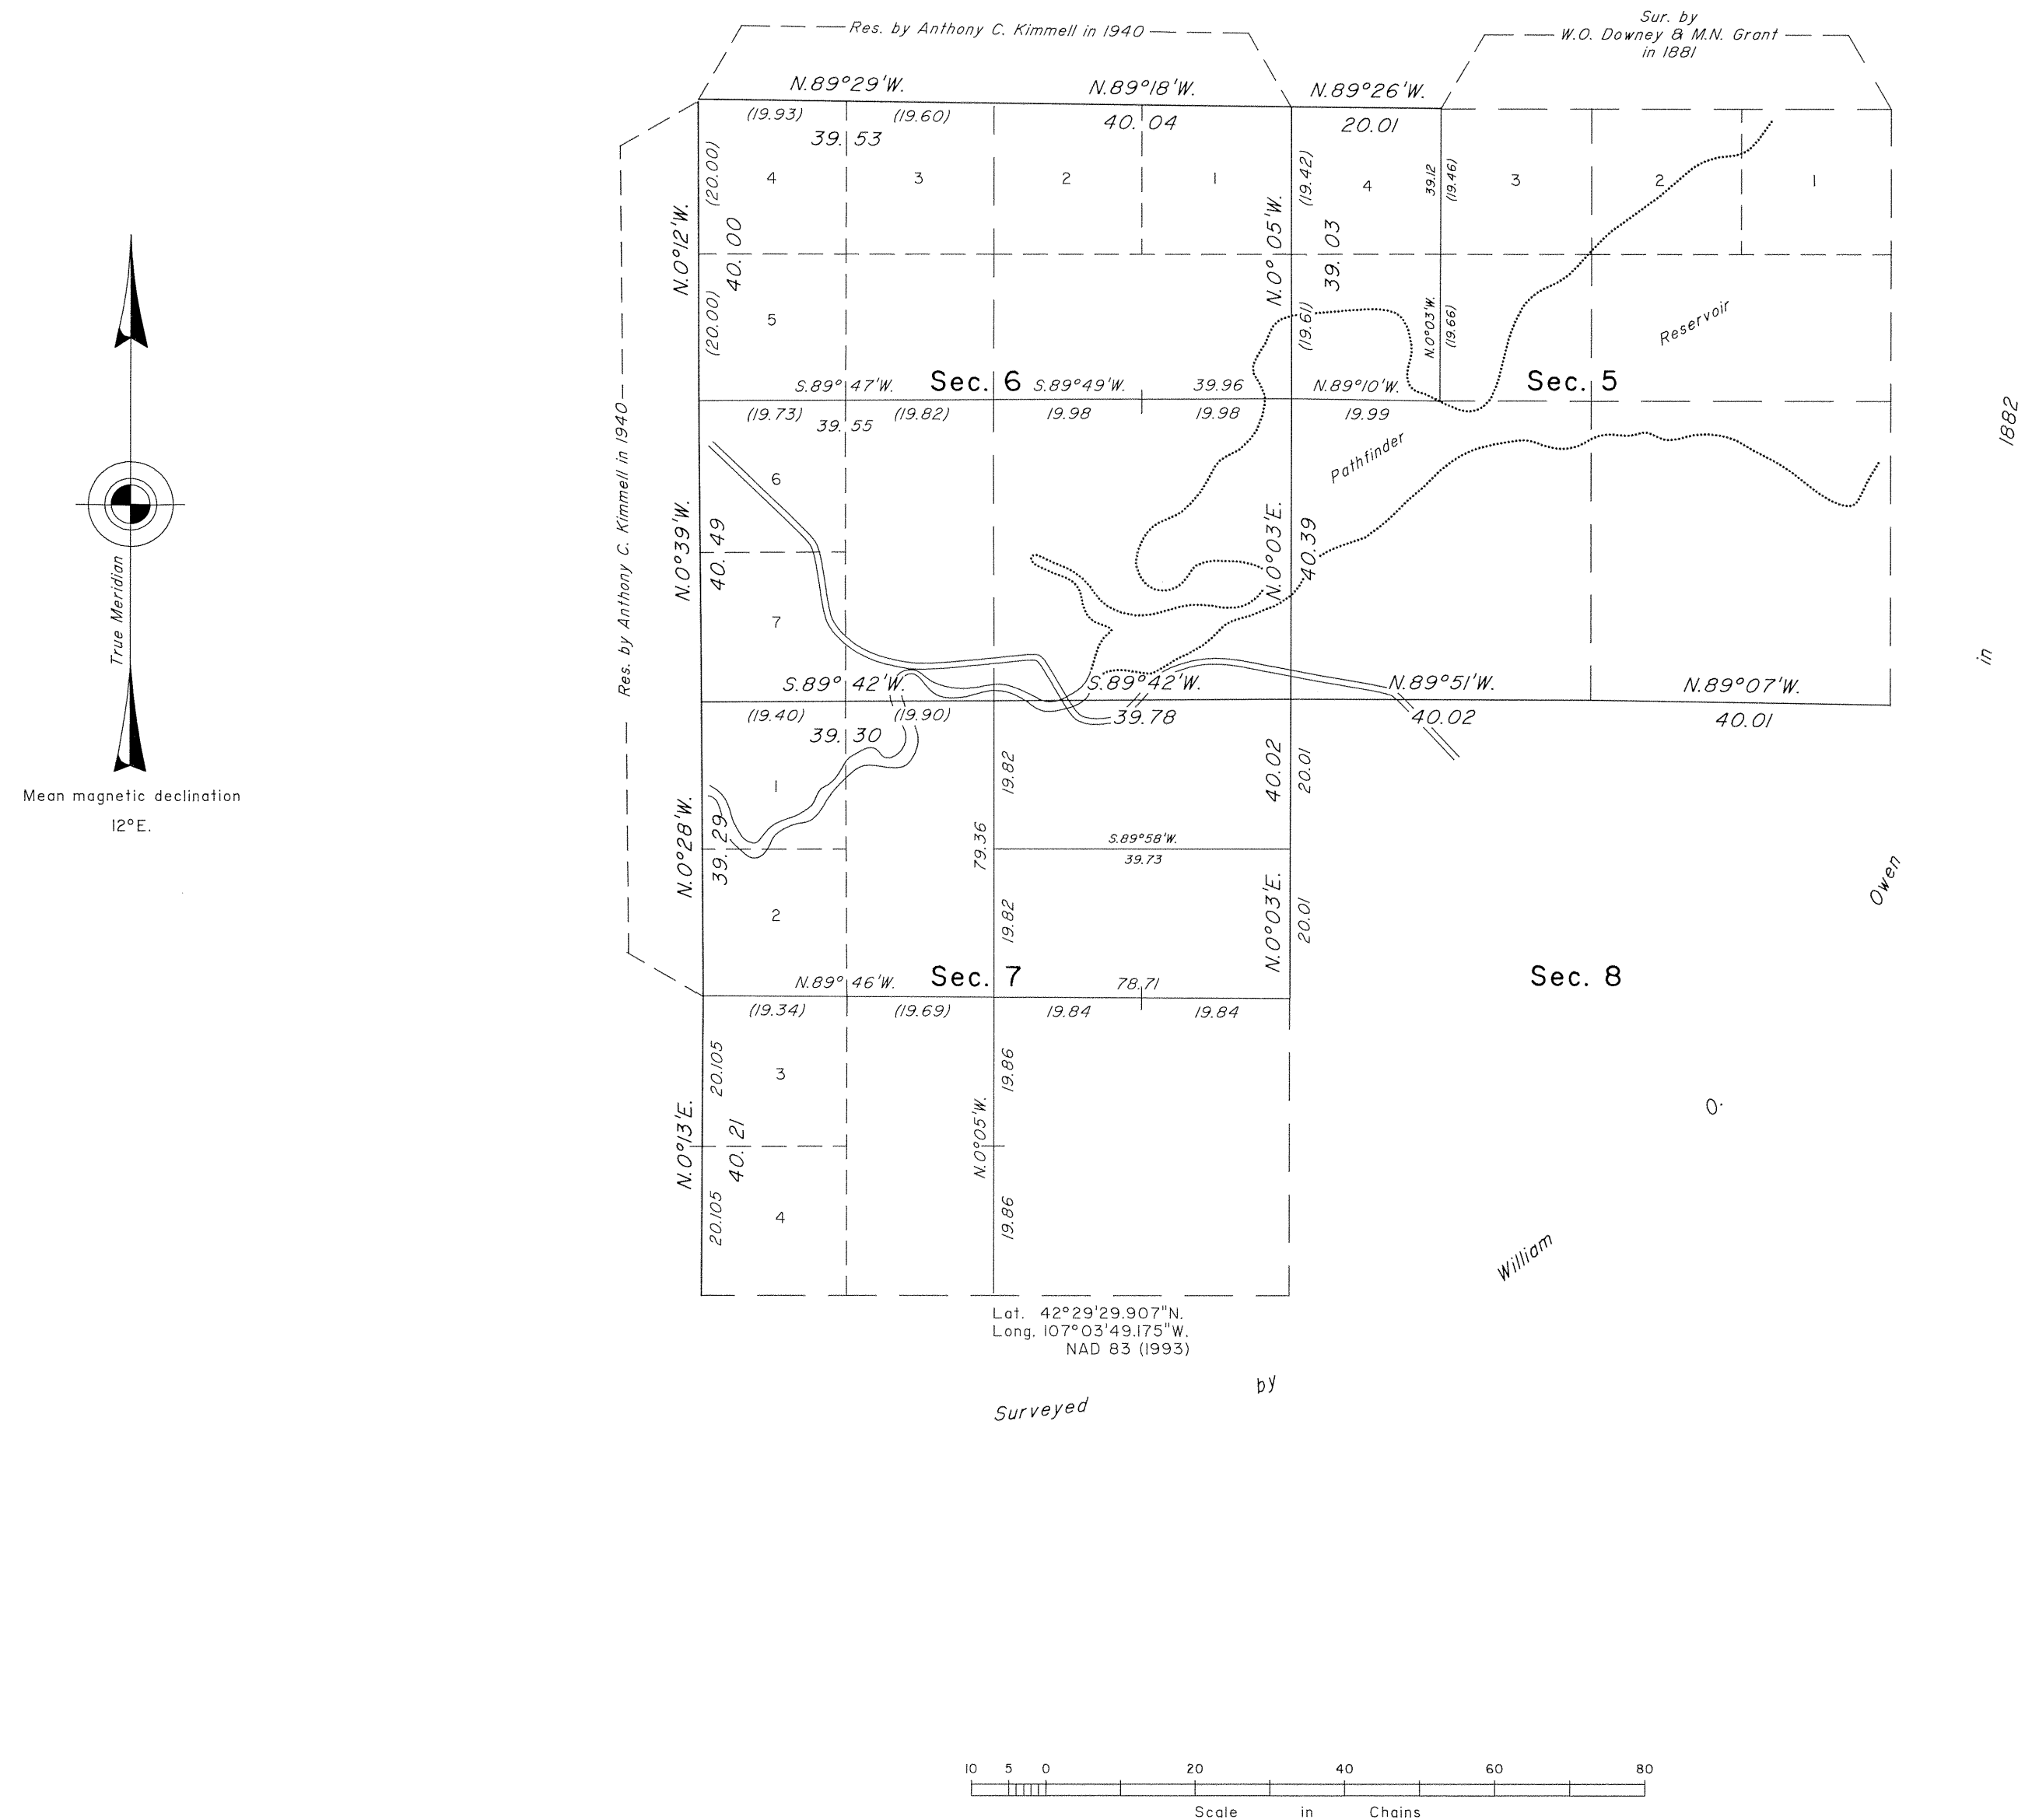 Res. by Anthony C. Kimmell in 1940
Sur. by
W.O. Downey & M.N. Grant
in 1881
N.89°29'W.
N.89°18'W.
N.89°26'W.
(19.93)
(19.60)
39.53
40.04
20.01
(20.00)
4
3
2
1
(19.42)
4
39.12
(19.46)
3
2
1
N.0°12'W.
40.00
N.0°05'W.
39.03
(20.00)
5
(19.61)
N.0°03'W.
(19.66)
Reservoir
S.89°47'W.
Sec. 6
S.89°49'W.
39.96
N.89°10'W.
Sec. 5
(19.73)
39.55
(19.82)
19.98
19.98
19.99
Pathfinder
1882
Res. by Anthony C. Kimmell in 1940
6
N.0°39'W.
40.49
N.0°03'E.
40.39
True Meridian
7
in
S.89°42'W.
S.89°42'W.
N.89°51'W.
N.89°07'W.
(19.40)
(19.90)
39.30
39.78
40.02
40.01
Mean magnetic declination
12°E.
1
19.82
40.02
20.01
N.0°28'W.
39.29
79.36
S.89°58'W.
39.73
Owen
2
19.82
N.0°03'E.
20.01
N.89°46'W.
Sec. 7
78.71
Sec. 8
(19.34)
(19.69)
19.84
19.84
20.105
3
19.86
O.
N.0°13'E.
40.21
N.0°05'W.
20.105
4
19.86
William
Lat. 42°29'29.907"N.
Long. 107°03'49.175"W.
NAD 83 (1993)
by
Surveyed
10 5 0 20 40 60 80
Scale in Chains